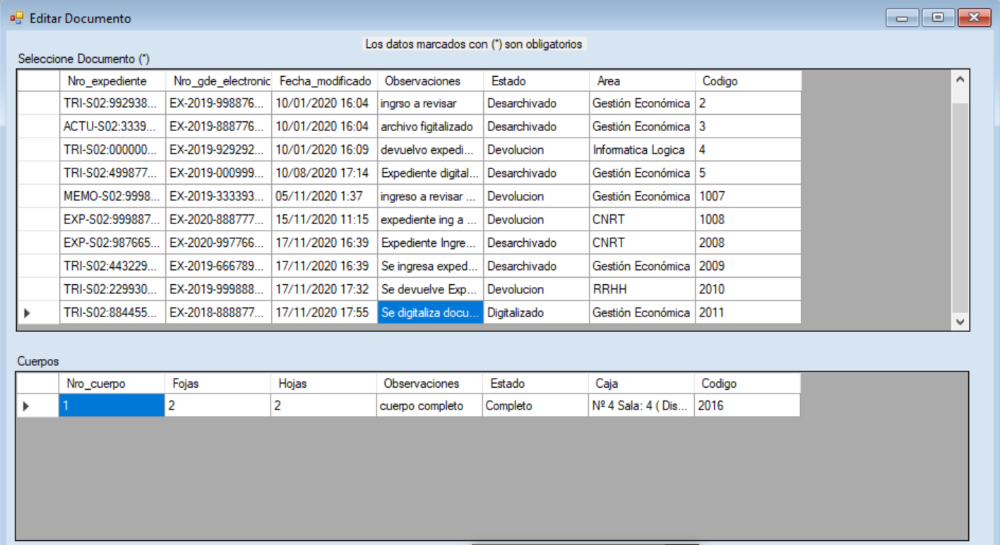 Editar Documento
Los datos marcados con (*) son obligatorios
Seleccione Documento (*)
Nro_expediente Nro_gde_electronic Fecha_modificado Observaciones Estado Area Codigo
TRI-S02:992938... EX-2019-998876... 10/01/2020 16:04 ingrso a revisar Desarchivado Gestión Económica 2
ACTU-S02:3339... EX-2019-888776... 10/01/2020 16:04 archivo figitalizado Desarchivado Gestión Económica 3
TRI-S02:000000... EX-2019-929292... 10/01/2020 16:09 devuelvo expedi... Devolucion Informatica Logica 4
TRI-S02:499877... EX-2019-000999... 10/08/2020 17:14 Expediente digital... Desarchivado Gestión Económica 5
MEMO-S02:9998... EX-2019-333393... 05/11/2020 1:37 ingreso a revisar ... Devolucion Gestión Económica 1007
EXP-S02:999887... EX-2020-888777... 15/11/2020 11:15 expediente ing a ... Devolucion CNRT 1008
EXP-S02:987665... EX-2020-997766... 17/11/2020 16:39 Expediente Ingre... Desarchivado CNRT 2008
TRI-S02:443229... EX-2019-666789... 17/11/2020 16:39 Se ingresa exped... Desarchivado Gestión Económica 2009
TRI-S02:229930... EX-2019-999888... 17/11/2020 17:32 Se devuelve Exp... Devolucion RRHH 2010
TRI-S02:884455... EX-2018-888877... 17/11/2020 17:55 Se digitaliza docu... Digitalizado Gestión Económica 2011
Cuerpos
Nro_cuerpo Fojas Hojas Observaciones Estado Caja Codigo
1 2 2 cuerpo completo Completo Nº 4 Sala: 4 ( Dis... 2016